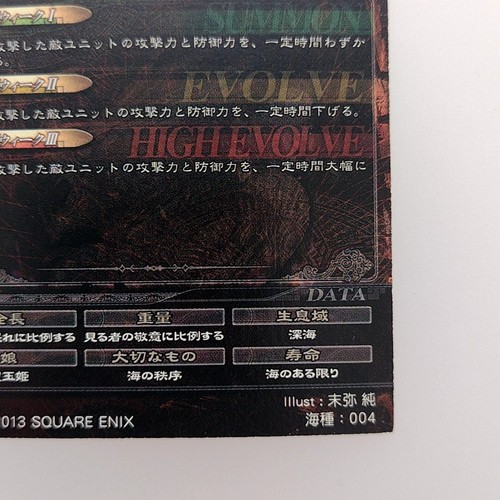 ウィークⅠ
SUMMON
攻撃した敵ユニットの攻撃力と防御力を、一定時間わずか
る。
ウィークⅡ
EVOLVE
攻撃した敵ユニットの攻撃力と防御力を、一定時間下げる。
ウィークⅢ
HIGH EVOLVE
攻撃した敵ユニットの攻撃力と防御力を、一定時間大幅に
DATA
全長 重量 生息域
れに比例する 見る者の敬意に比例する 深海
娘 大切なもの 寿命
玉姫 海の秩序 海のある限り
Illust : 末弥 純
013 SQUARE ENIX
海種 : 004